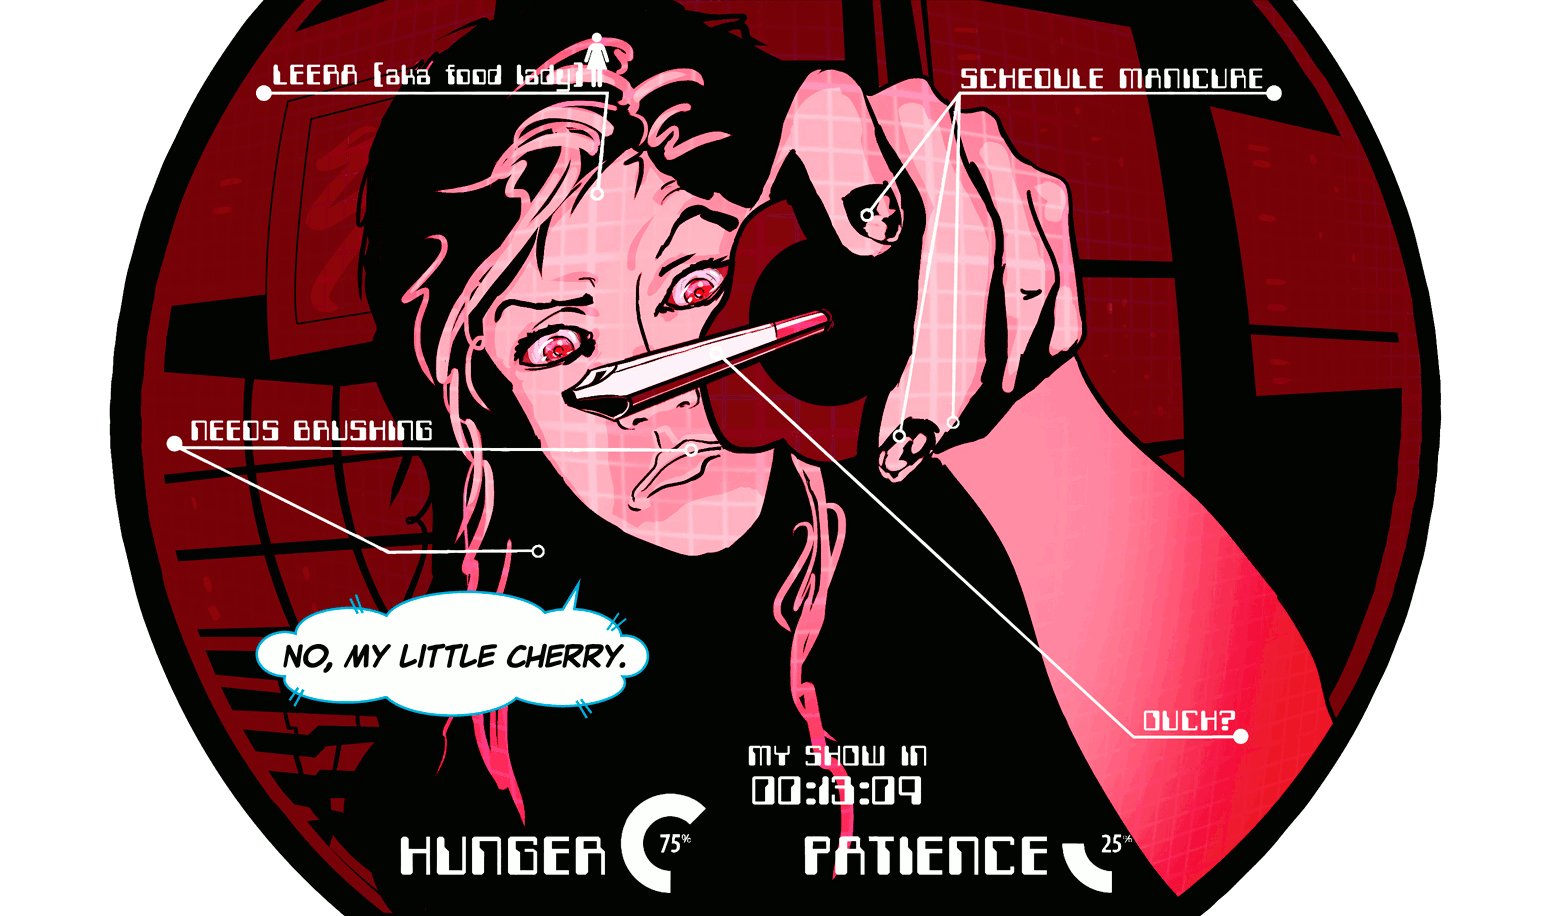 LEERA [aka food lady]
SCHEDULE MANICURE
NEEDS BRUSHING
NO, MY LITTLE CHERRY.
OUCH?
MY SHOW IN
00:13:09
HUNGER 75%
PATIENCE 25%